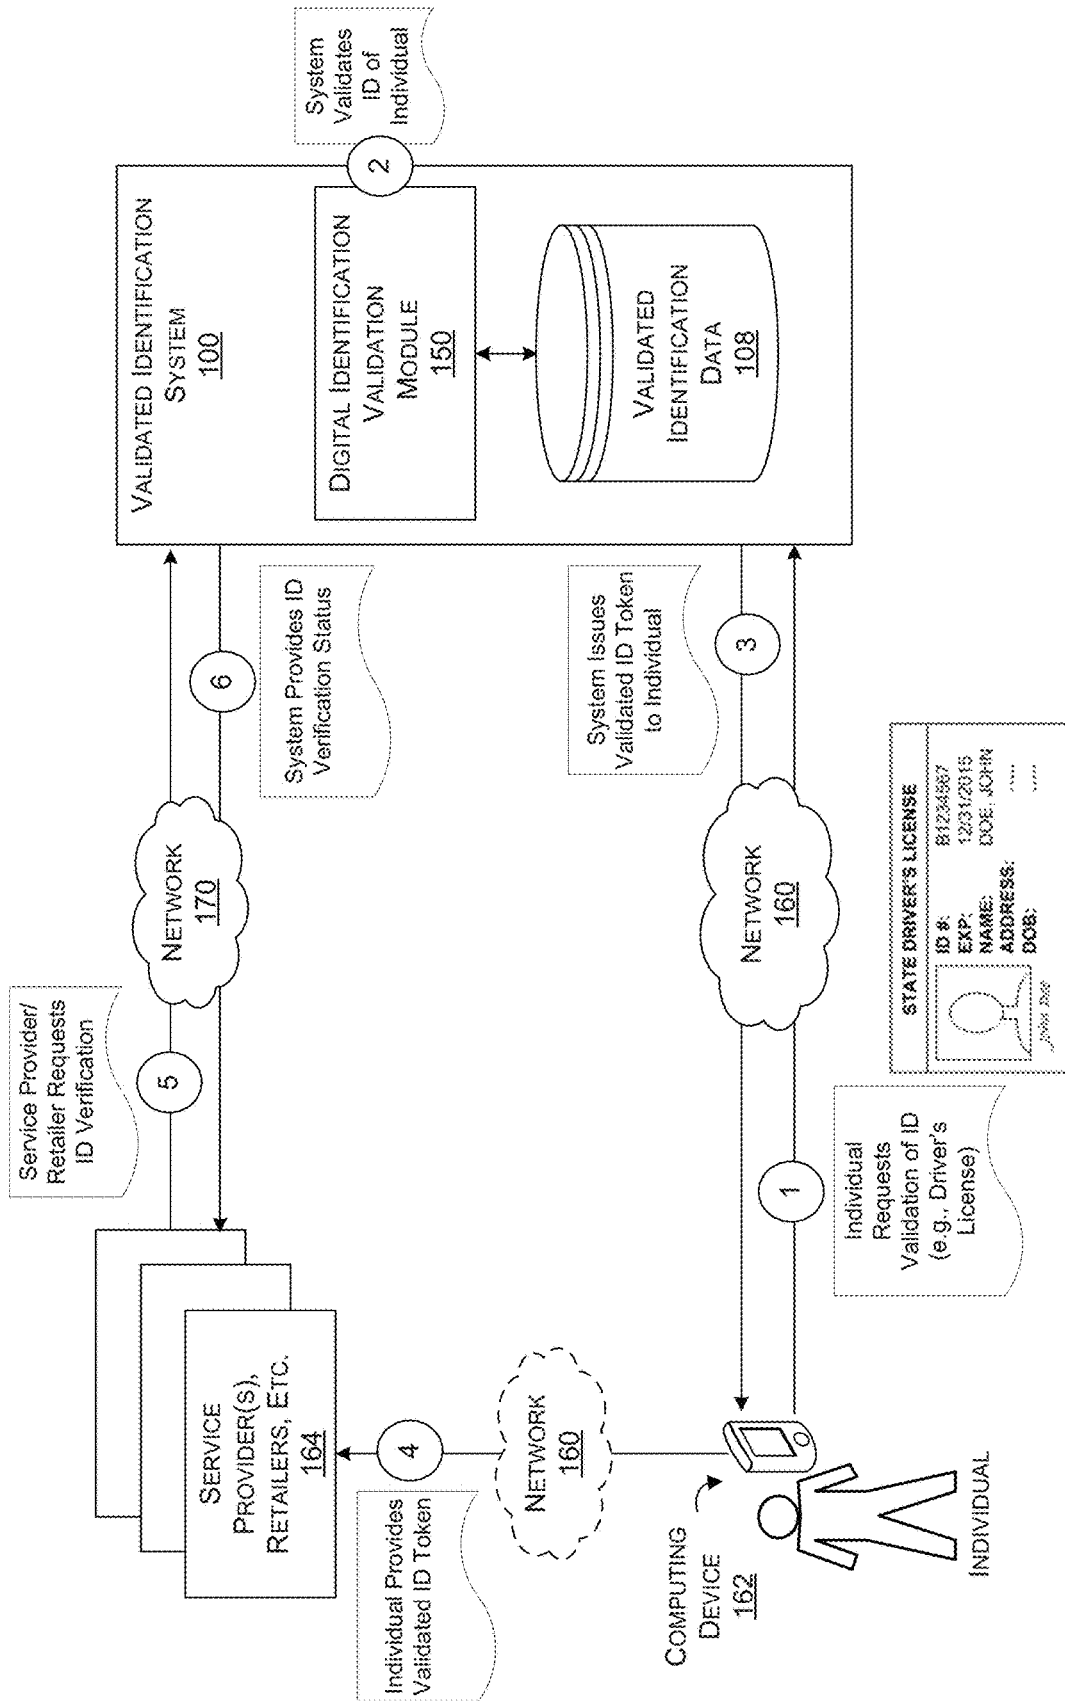 Service Provider/
Retailer Requests
ID Verification
5
NETWORK
170
6
System Provides ID
Verification Status
VALIDATED IDENTIFICATION
SYSTEM
100
DIGITAL IDENTIFICATION
VALIDATION
MODULE
150
2
System
Validates
ID of
Individual
VALIDATED
IDENTIFICATION
DATA
108
SERVICE
PROVIDER(S),
RETAILERS, ETC.
164
4
Individual Provides
Validated ID Token
NETWORK
160
COMPUTING
DEVICE
162
INDIVIDUAL
System Issues
Validated ID Token
to Individual
3
NETWORK
160
1
Individual
Requests
Validation of ID
(e.g., Driver's
License)
STATE DRIVER'S LICENSE
ID #: B1234567
EXP: 12/31/2015
NAME: DOE, JOHN
ADDRESS: .....
DOB: .....
John Doe